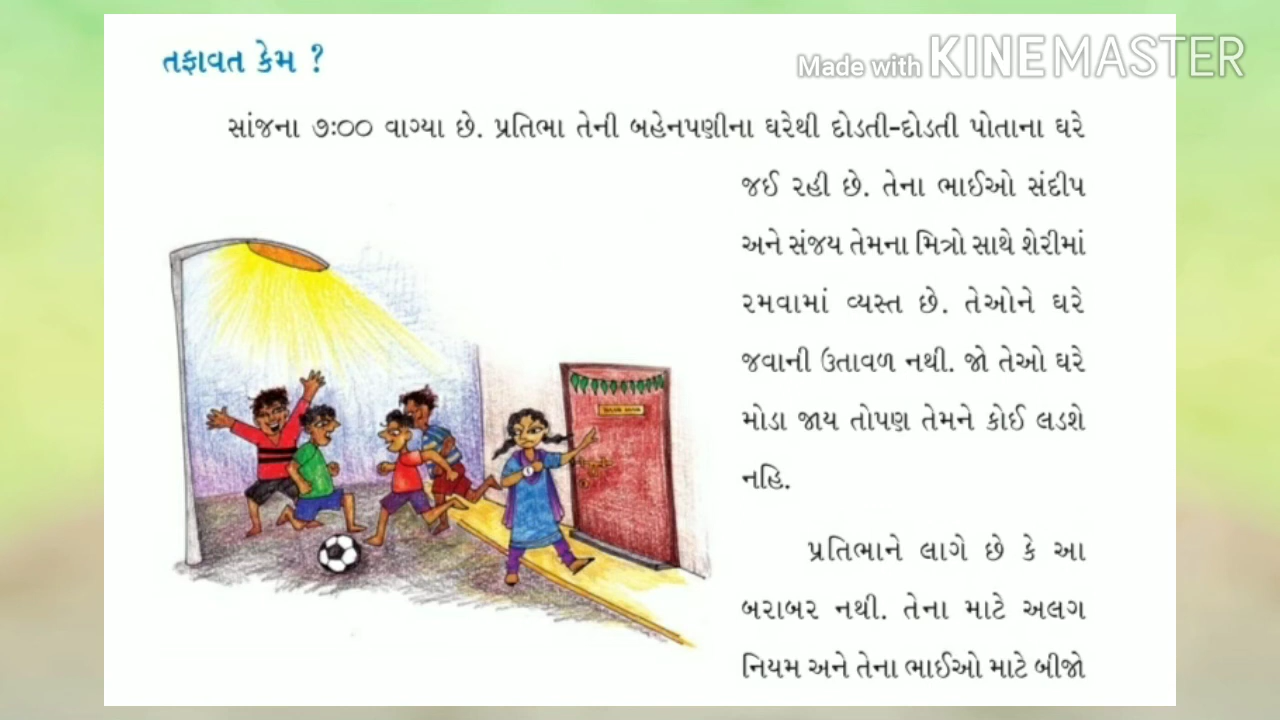 તફાવત કેમ ?
Made with KINEMASTER
સાંજના ૭:૦૦ વાગ્યા છે. પ્રતિભા તેની બહેનપણીના ઘરેથી દોડતી-દોડતી પોતાના ઘરે
જઈ રહી છે. તેના ભાઈઓ સંદીપ
અને સંજય તેમના મિત્રો સાથે શેરીમાં
રમવામાં વ્યસ્ત છે. તેઓને ઘરે
જવાની ઉતાવળ નથી. જો તેઓ ઘરે
મોડા જાય તોપણ તેમને કોઈ લડશે
નહિ.
પ્રતિભાને લાગે છે કે આ
બરાબર નથી. તેના માટે અલગ
નિયમ અને તેના ભાઈઓ માટે બીજો